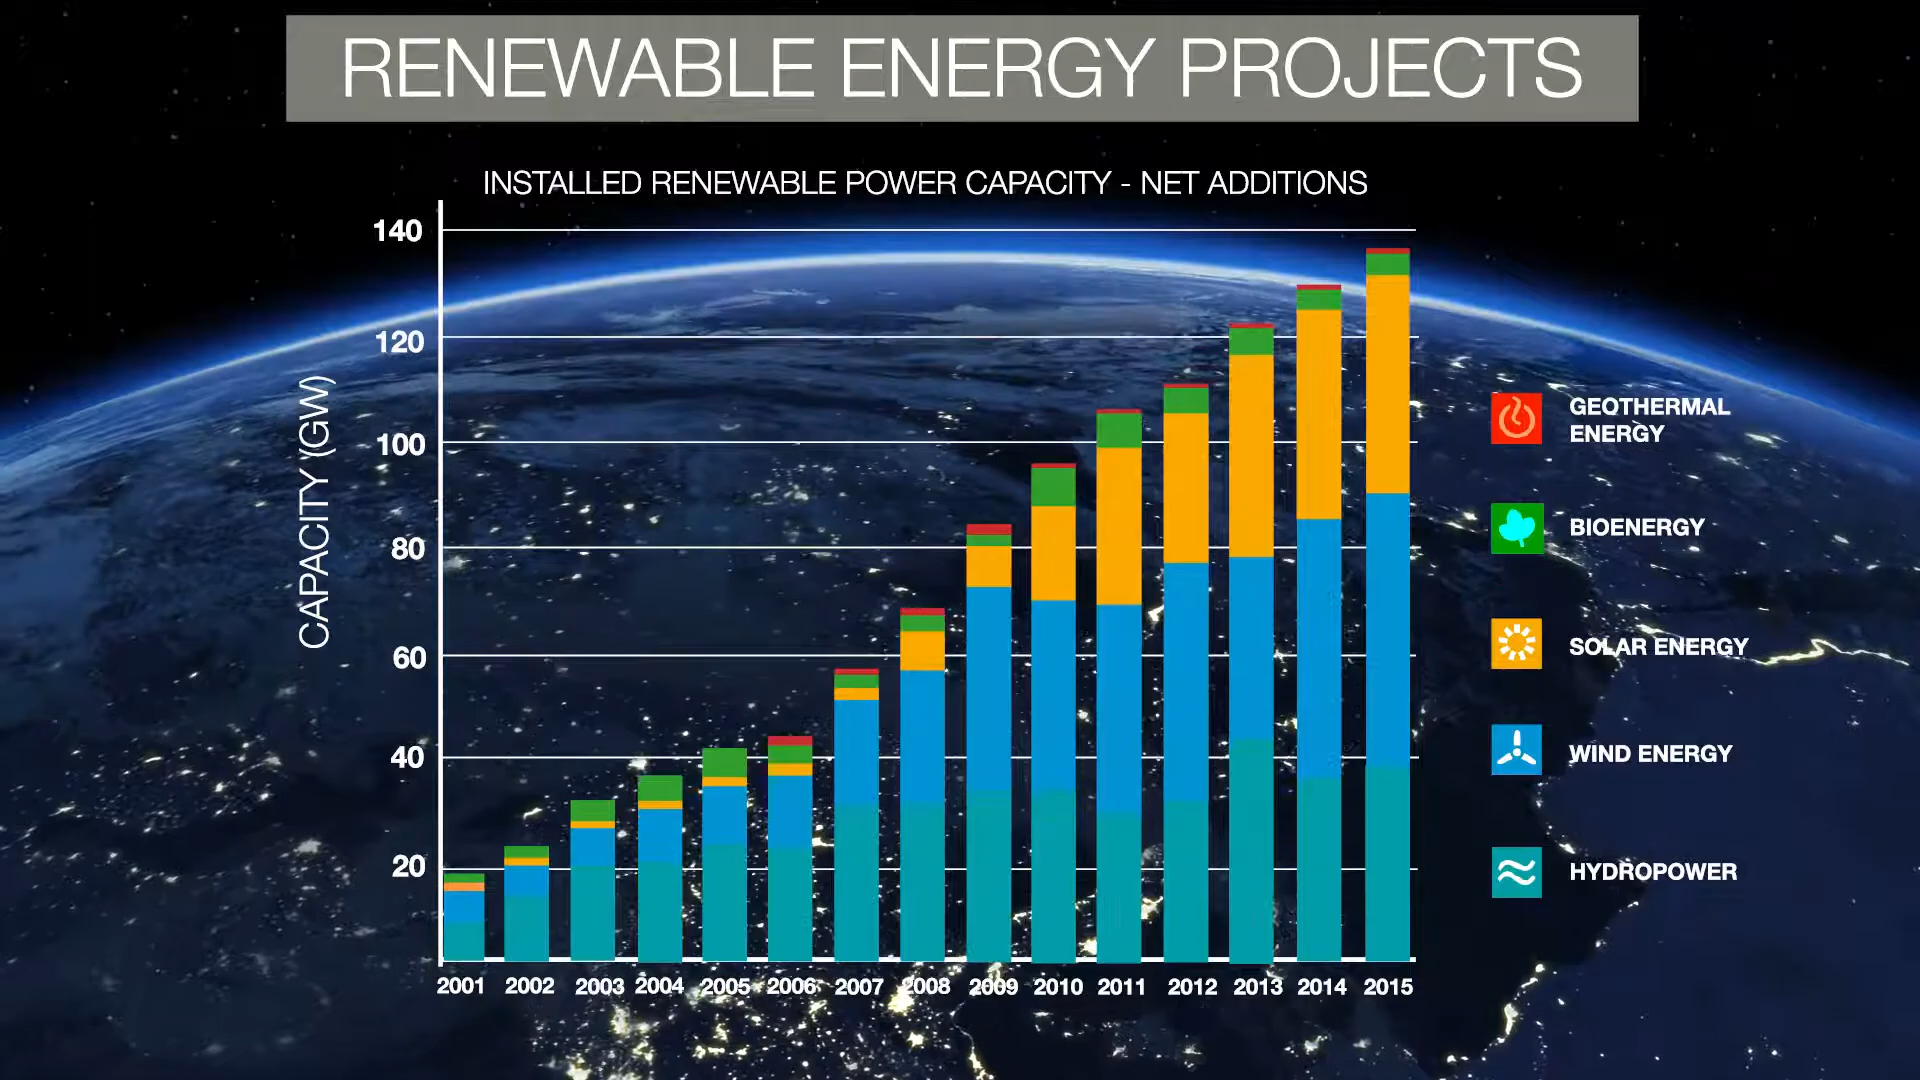 RENEWABLE ENERGY PROJECTS
INSTALLED RENEWABLE POWER CAPACITY - NET ADDITIONS
CAPACITY (GW)
140
120
100
80
60
40
20
2001 2002 2003 2004 2005 2006 2007 2008 2009 2010 2011 2012 2013 2014 2015
GEOTHERMAL
ENERGY
BIOENERGY
SOLAR ENERGY
WIND ENERGY
HYDROPOWER